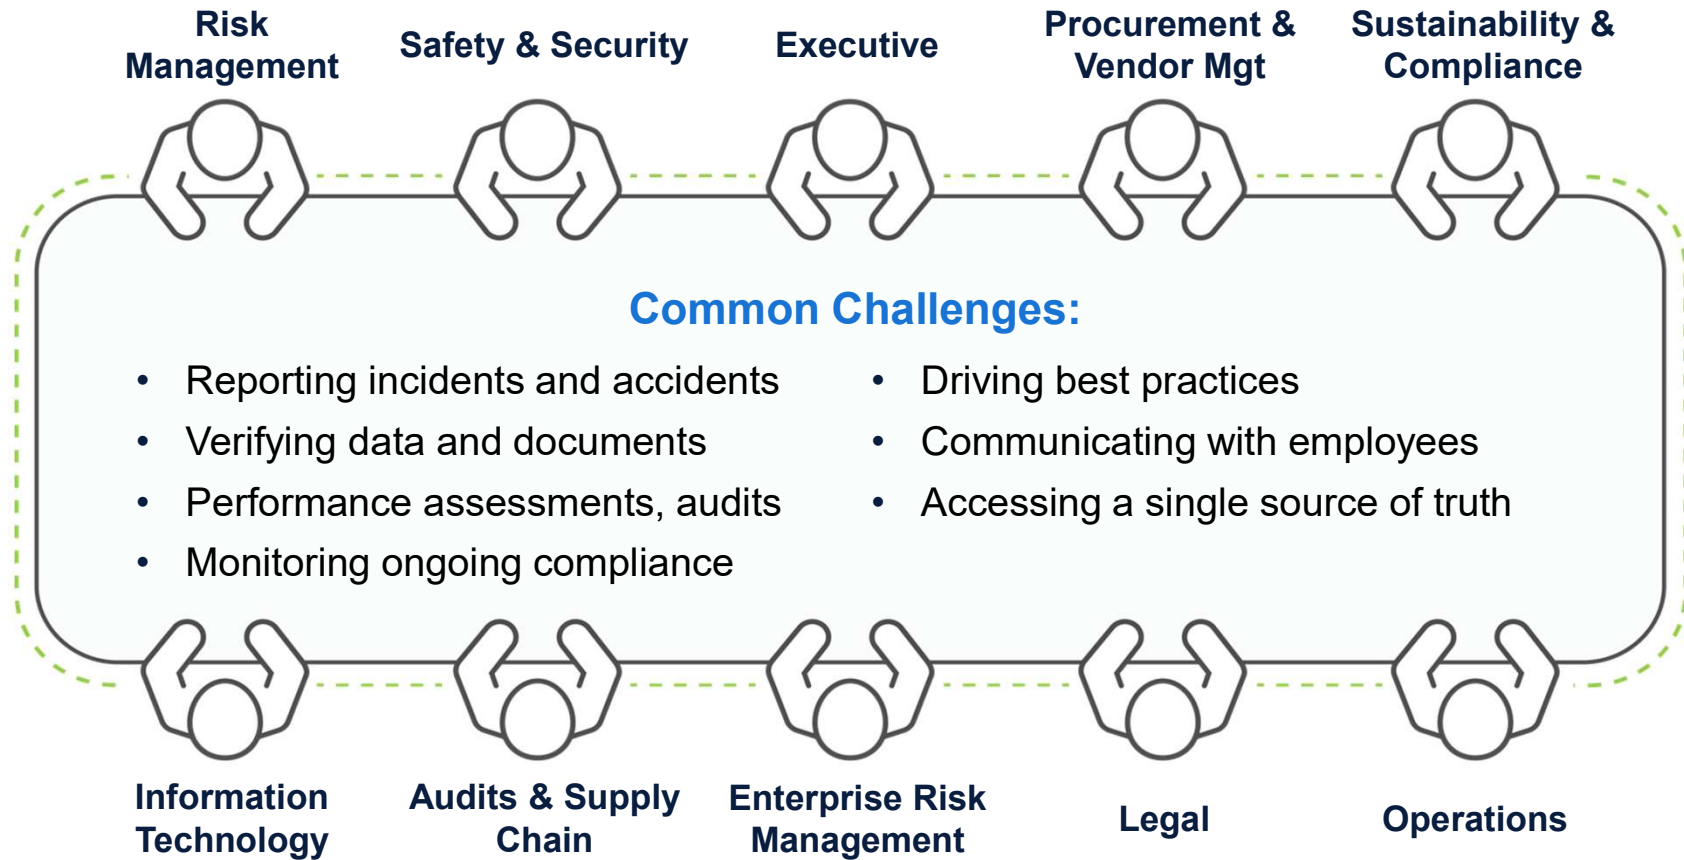 Risk
Management
Safety & Security
Executive
Procurement &
Vendor Mgt
Sustainability &
Compliance
Common Challenges:
• Reporting incidents and accidents
• Verifying data and documents
• Performance assessments, audits
• Monitoring ongoing compliance
• Driving best practices
• Communicating with employees
• Accessing a single source of truth
Information
Technology
Audits & Supply
Chain
Enterprise Risk
Management
Legal
Operations